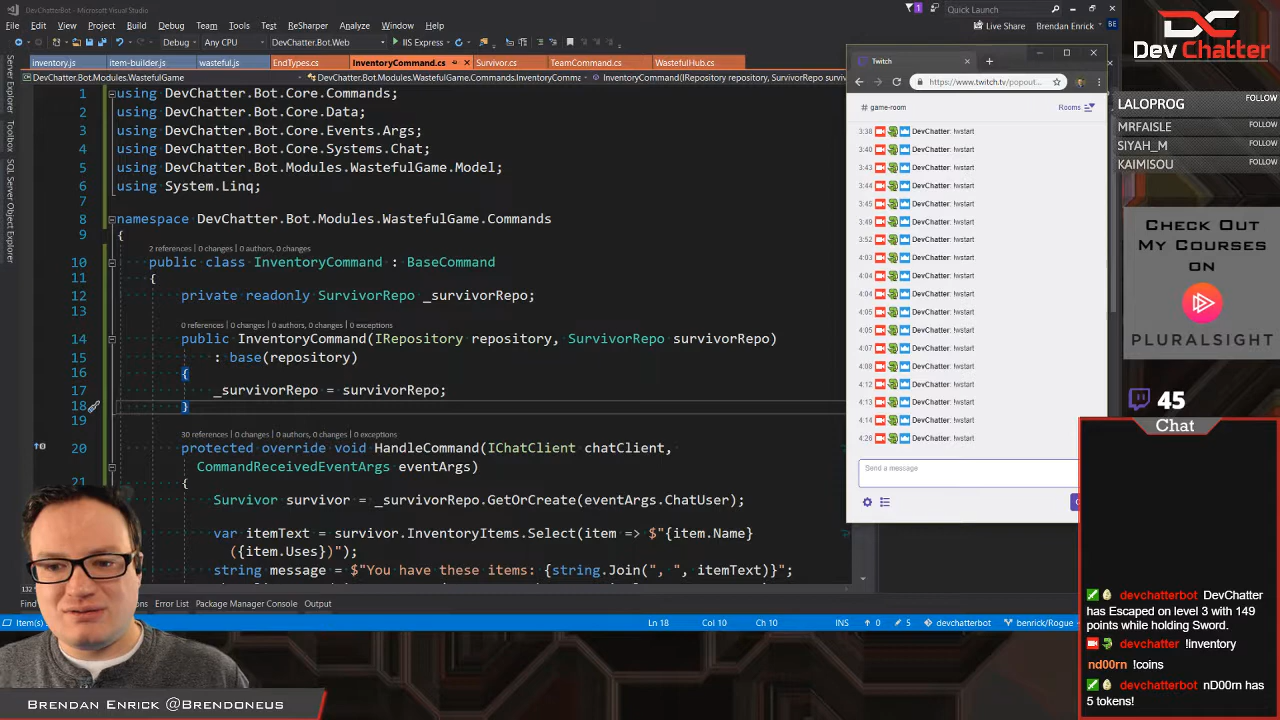 DevChatterBot - Microsoft Visual Studio
1
Quick Launch
File Edit View Project Build Debug Team Tools Test ReSharper Analyze Window Help
Live Share
Brendan Enrick
BE
Debug
Any CPU
DevChatter.Bot.Web
IIS Express
inventory.js
item-builder.js
wasteful.js
EndTypes.cs
InventoryCommand.cs
Survivor.cs
TeamCommand.cs
WastefulHub.cs
DevChatter.Bot.Modules.WastefulGame
DevChatter.Bot.Modules.WastefulGame.Commands.InventoryComma
InventoryCommand(IRepository repository, SurvivorRepo surviv
Server Explorer
Toolbox
SQL Server Object Explorer
1 using DevChatter.Bot.Core.Commands;
2 using DevChatter.Bot.Core.Data;
3 using DevChatter.Bot.Core.Events.Args;
4 using DevChatter.Bot.Core.Systems.Chat;
5 using DevChatter.Bot.Modules.WastefulGame.Model;
6 using System.Linq;
7
8 namespace DevChatter.Bot.Modules.WastefulGame.Commands
9 {
2 references | 0 changes | 0 authors, 0 changes
10 public class InventoryCommand : BaseCommand
11 {
12 private readonly SurvivorRepo _survivorRepo;
13
0 references | 0 changes | 0 authors, 0 changes | 0 exceptions
14 public InventoryCommand(IRepository repository, SurvivorRepo survivorRepo)
15 : base(repository)
16 {
17 _survivorRepo = survivorRepo;
18 }
19
30 references | 0 changes | 0 authors, 0 changes | 0 exceptions
20 protected override void HandleCommand(IChatClient chatClient,
CommandReceivedEventArgs eventArgs)
21 {
Survivor survivor = _survivorRepo.GetOrCreate(eventArgs.ChatUser);
var itemText = survivor.InventoryItems.Select(item => $"{item.Name}
({item.Uses})");
string message = $"You have these items: {string.Join(", ", itemText)}";
132
Find
Error List
Package Manager Console
Output
Item(s)
Ln 18
Col 10
Ch 10
INS
0
5
devchatterbot
benrick/Rogue
Twitch
https://www.twitch.tv/popout...
# game-room
Rooms
3:38 DevChatter: !wstart
3:40 DevChatter: !wstart
3:43 DevChatter: !wstart
3:44 DevChatter: !wstart
3:45 DevChatter: !wstart
3:49 DevChatter: !wstart
3:52 DevChatter: !wstart
4:03 DevChatter: !wstart
4:04 DevChatter: !wstart
4:04 DevChatter: !wstart
4:05 DevChatter: !wstart
4:05 DevChatter: !wstart
4:07 DevChatter: !wstart
4:08 DevChatter: !wstart
4:12 DevChatter: !wstart
4:13 DevChatter: !wstart
4:14 DevChatter: !wstart
4:26 DevChatter: !wstart
Send a message
Dev Chatter
LALOPROG FOLLOW
MRFAISLE FOLLOW
SIYAH_M FOLLOW
KAIMISOU FOLLOW
CHECK OUT
MY COURSES
ON
PLURALSIGHT
45
Chat
devchatterbot DevChatter
has Escaped on level 3 with 149
points while holding Sword.
devchatter !inventory
nd00rn !coins
devchatterbot nD00rn has
5 tokens!
BRENDAN ENRICK @BRENDONEUS